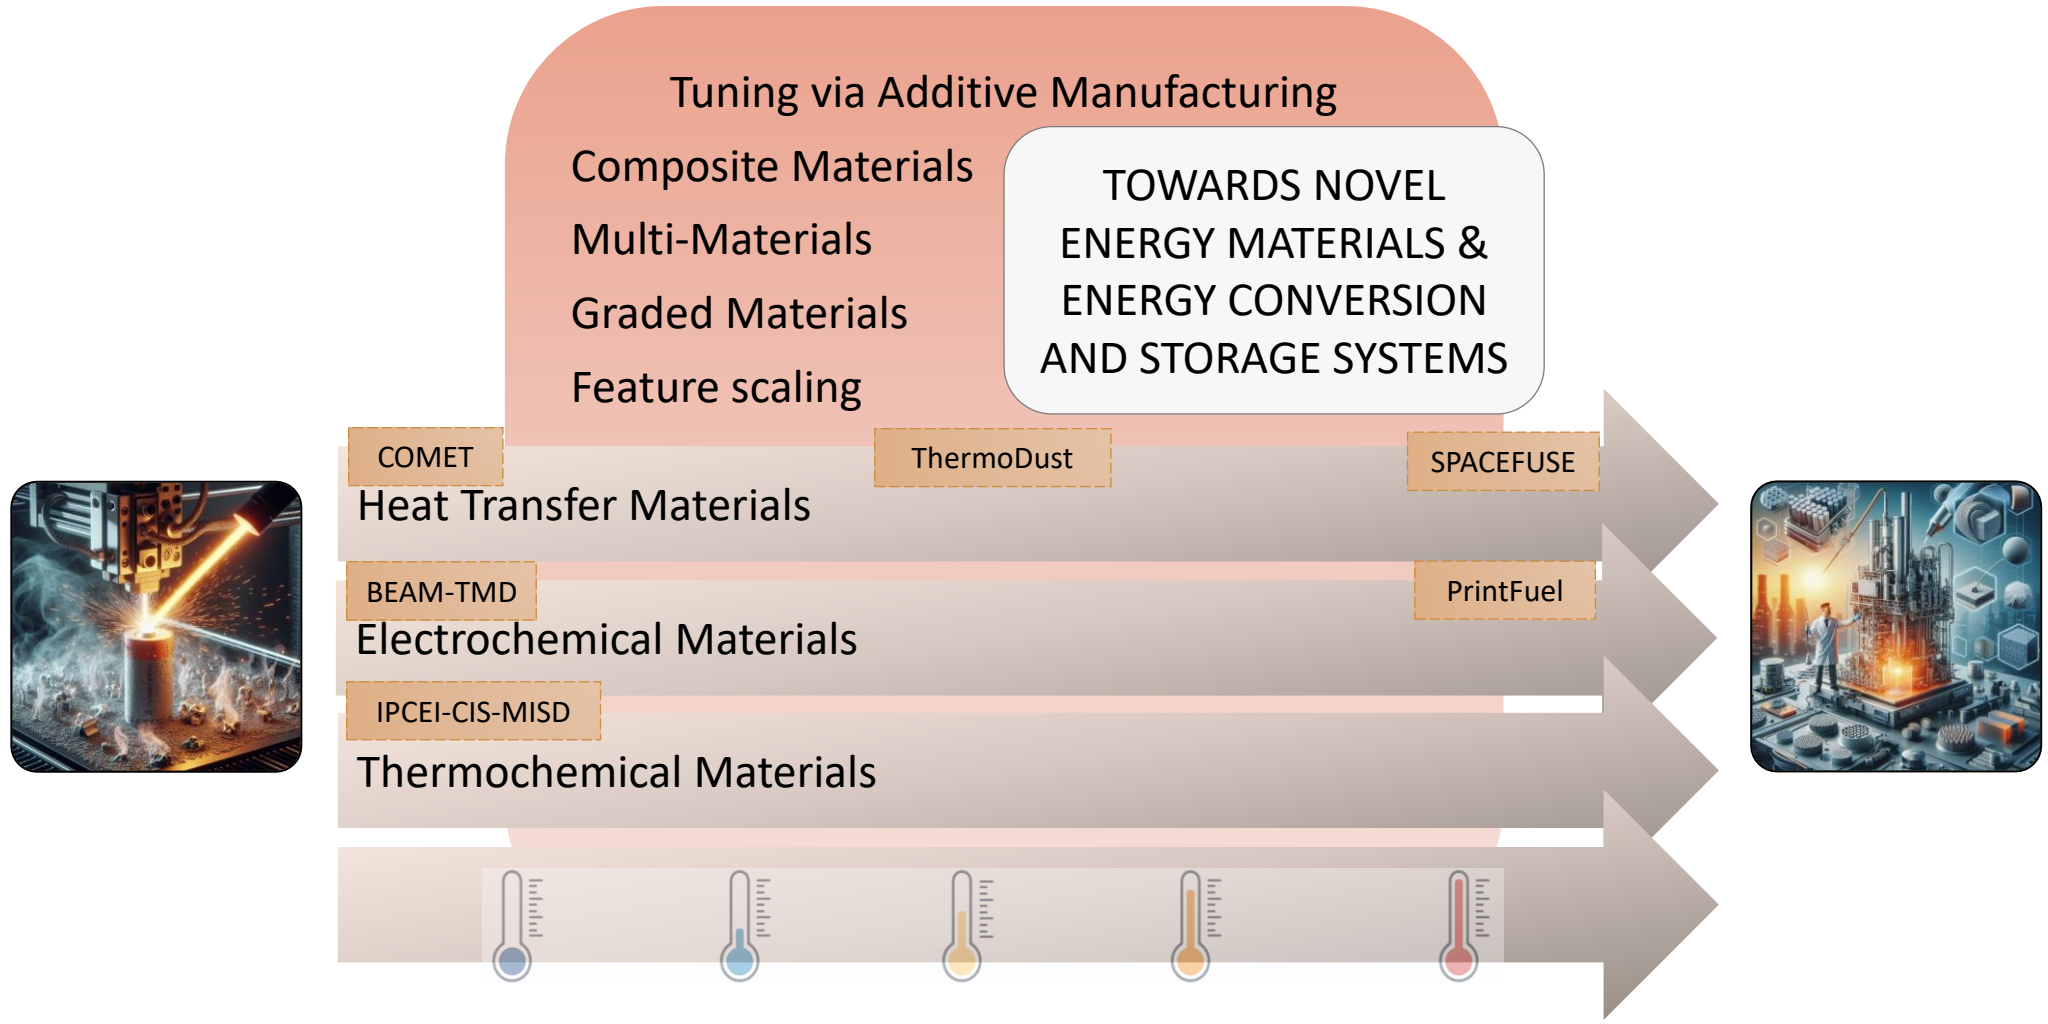 Tuning via Additive Manufacturing
Composite Materials
Multi-Materials
Graded Materials
Feature scaling
TOWARDS NOVEL
ENERGY MATERIALS &
ENERGY CONVERSION
AND STORAGE SYSTEMS
COMET
ThermoDust
SPACEFUSE
Heat Transfer Materials
BEAM-TMD
PrintFuel
Electrochemical Materials
IPCEI-CIS-MISD
Thermochemical Materials